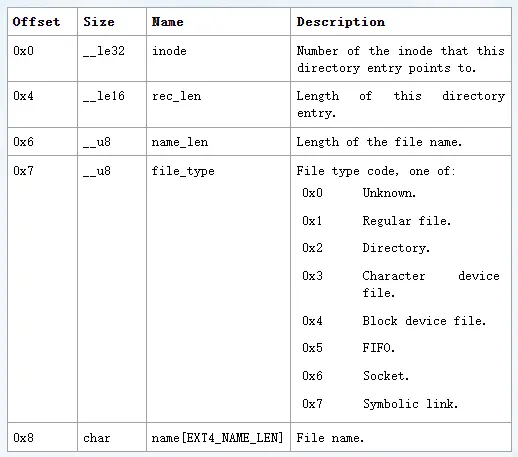 Offset Size Name Description
0x0 __le32 inode Number of the inode that this
directory entry points to.
0x4 __le16 rec_len Length of this directory
entry.
0x6 __u8 name_len Length of the file name.
0x7 __u8 file_type File type code, one of:
0x0 Unknown.
0x1 Regular file.
0x2 Directory.
0x3 Character device
file.
0x4 Block device file.
0x5 FIFO.
0x6 Socket.
0x7 Symbolic link.
0x8 char name[EXT4_NAME_LEN] File name.